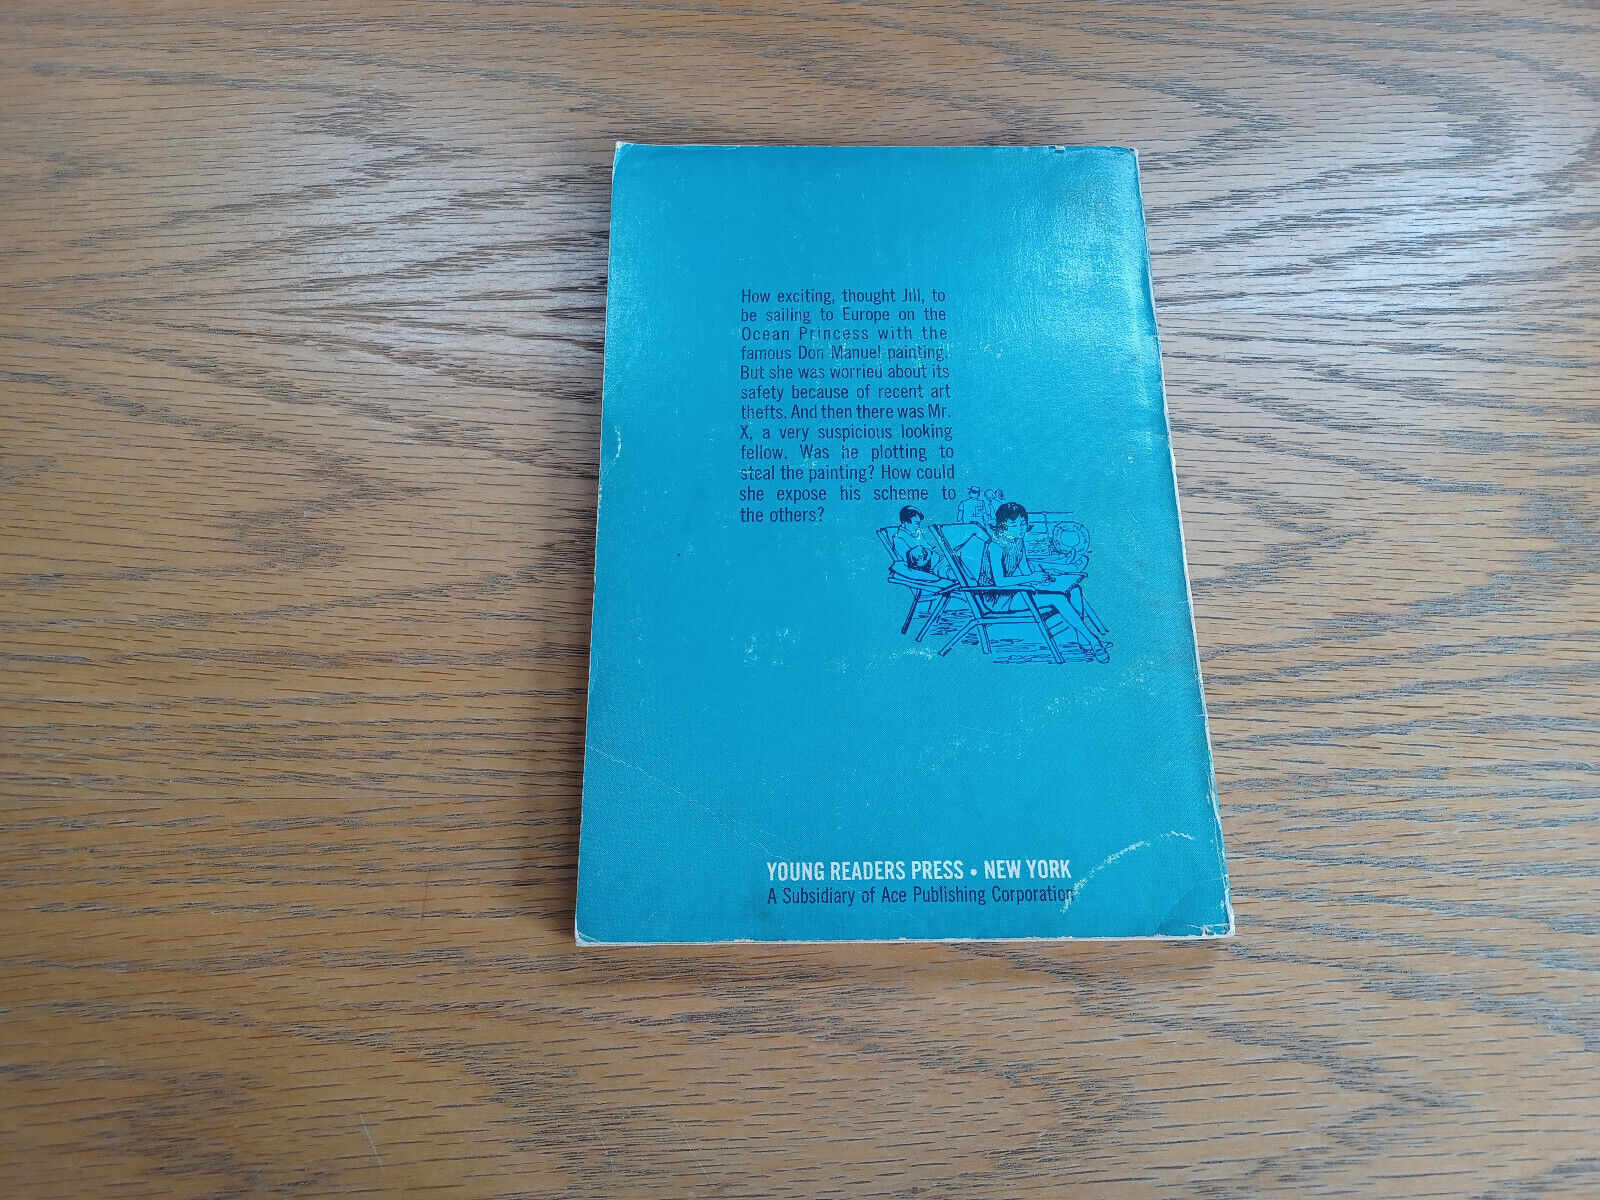 How exciting, thought Jill, to
be sailing to Europe on the
Ocean Princess with the
famous Don Manuel painting.
But she was worried about its
safety because of recent art
thefts. And then there was Mr.
X, a very suspicious looking
fellow. Was he plotting to
steal the painting? How could
she expose his scheme to
the others?
YOUNG READERS PRESS • NEW YORK
A Subsidiary of Ace Publishing Corporation